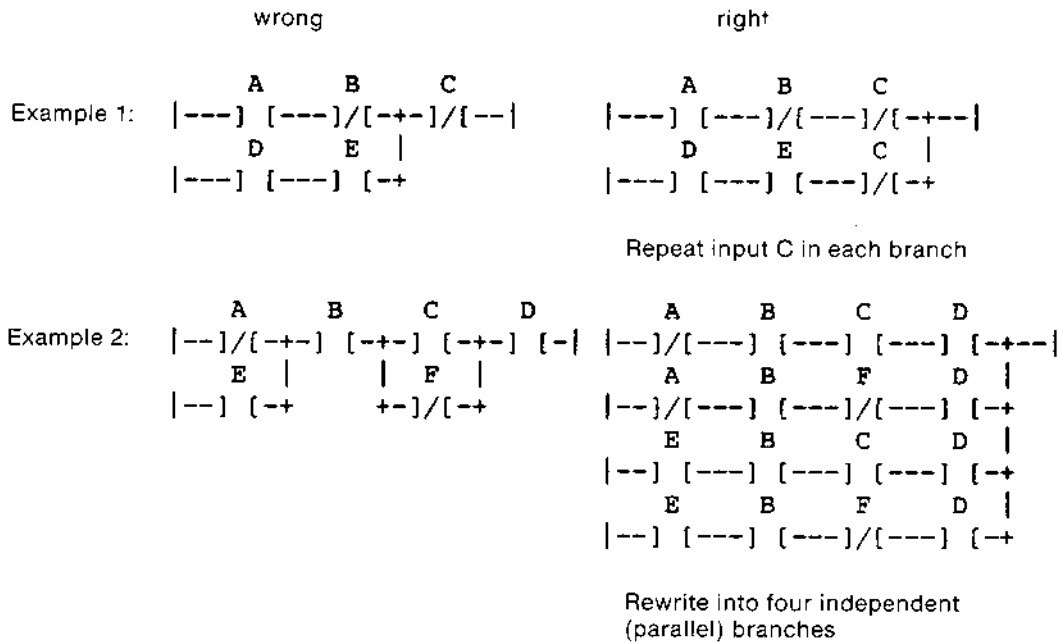 wrong right
A B C A B C
Example 1: |---] [---]/[-+-]/[--| |---] [---]/[---]/[-+--|
D E | D E C |
|---] [---] [-+ |---] [---] [---]/[-+
Repeat input C in each branch
A B C D A B C D
Example 2: |--]/[-+-] [-+-] [-+-] [-| |--]/[---] [---] [---] [-+--|
E | | F | A B F D |
|--] [-+ +-]/[-+ |--}/[---] [---]/[---] [-+
E B C D |
|--] [---] [---] [---] [-+
E B F D |
|--] [---] [---]/[---] [-+
Rewrite into four independent
(parallel) branches